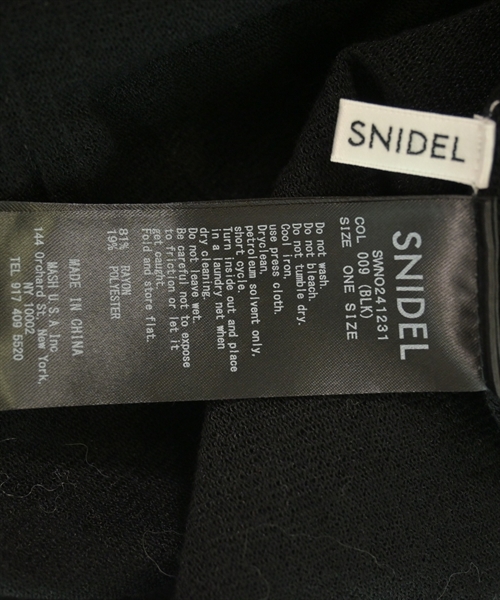 SNIDEL
SNIDEL
SWNO241231
COL 009 (BLK)
SIZE ONE SIZE
Do not wash.
Do not bleach.
Do not tumble dry.
Cool iron.
use press cloth.
Dryclean.
petroleum solvent only,
short cycle.
Turn inside out and place
in a laundry net when
dry cleaning.
Do not leave wet.
Be careful not to expose
to friction or let it
get caught.
Fold and store flat.
81% RAYON
19% POLYESTER
MADE IN CHINA
MASH U.S.A Inc
144 Orchard St, New York,
NY 0002
TEL 917 409 5520